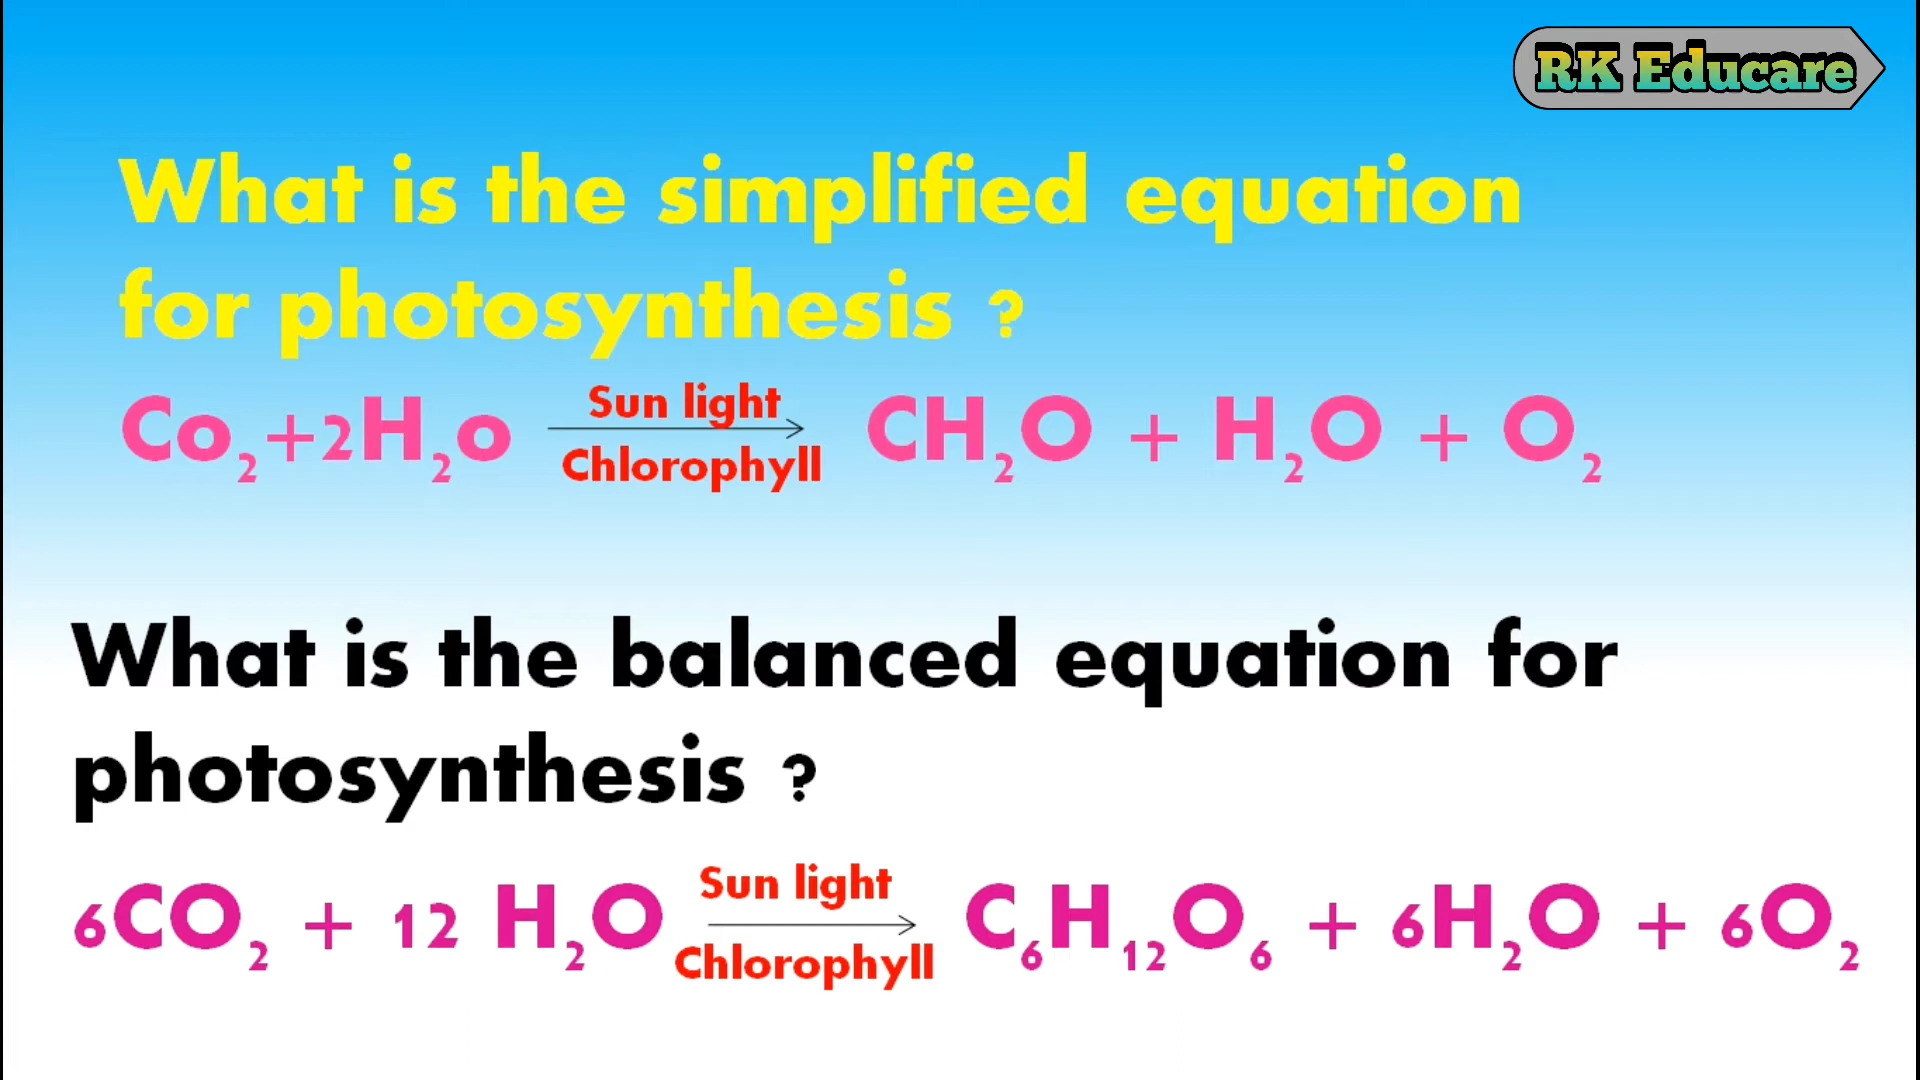 RK Educare
What is the simplified equation
for photosynthesis ?
Sun light
Co₂+2H₂o ⟶ CH₂O + H₂O + O₂
Chlorophyll
What is the balanced equation for
photosynthesis ?
Sun light
6CO₂ + 12 H₂O ⟶ C₆H₁₂O₆ + 6H₂O + 6O₂
Chlorophyll